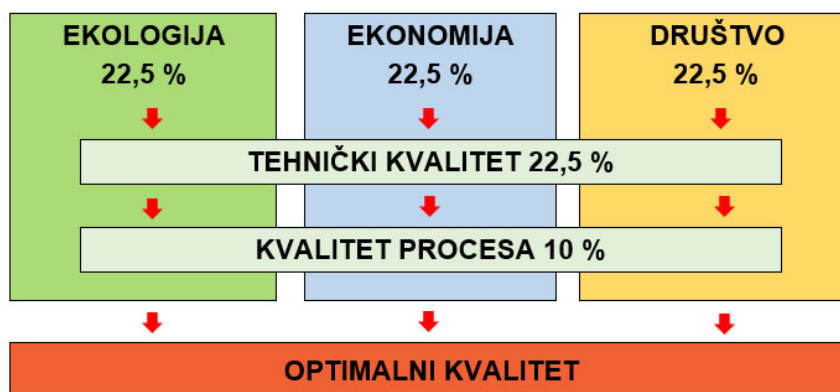 EKOLOGIJA
22,5 %
EKONOMIJA
22,5 %
DRUŠTVO
22,5 %
TEHNIČKI KVALITET 22,5 %
KVALITET PROCESA 10 %
OPTIMALNI KVALITET